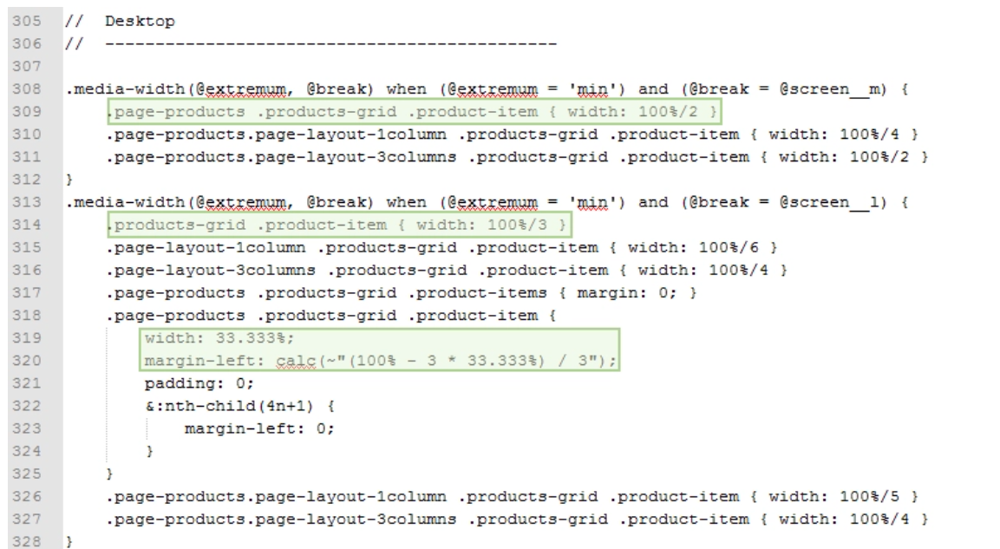 305 // Desktop
306 // ---------------------------------------------
307
308 .media-width(@extremum, @break) when (@extremum = 'min') and (@break = @screen__m) {
309 .page-products .products-grid .product-item { width: 100%/2 }
310 .page-products.page-layout-1column .products-grid .product-item { width: 100%/4 }
311 .page-products.page-layout-3columns .products-grid .product-item { width: 100%/2 }
312 }
313 .media-width(@extremum, @break) when (@extremum = 'min') and (@break = @screen__l) {
314 .products-grid .product-item { width: 100%/3 }
315 .page-layout-1column .products-grid .product-item { width: 100%/6 }
316 .page-layout-3columns .products-grid .product-item { width: 100%/4 }
317 .page-products .products-grid .product-items { margin: 0; }
318 .page-products .products-grid .product-item {
319 width: 33.333%;
320 margin-left: calc(~"(100% - 3 * 33.333%) / 3");
321 padding: 0;
322 &:nth-child(4n+1) {
323 margin-left: 0;
324 }
325 }
326 .page-products.page-layout-1column .products-grid .product-item { width: 100%/5 }
327 .page-products.page-layout-3columns .products-grid .product-item { width: 100%/4 }
328 }